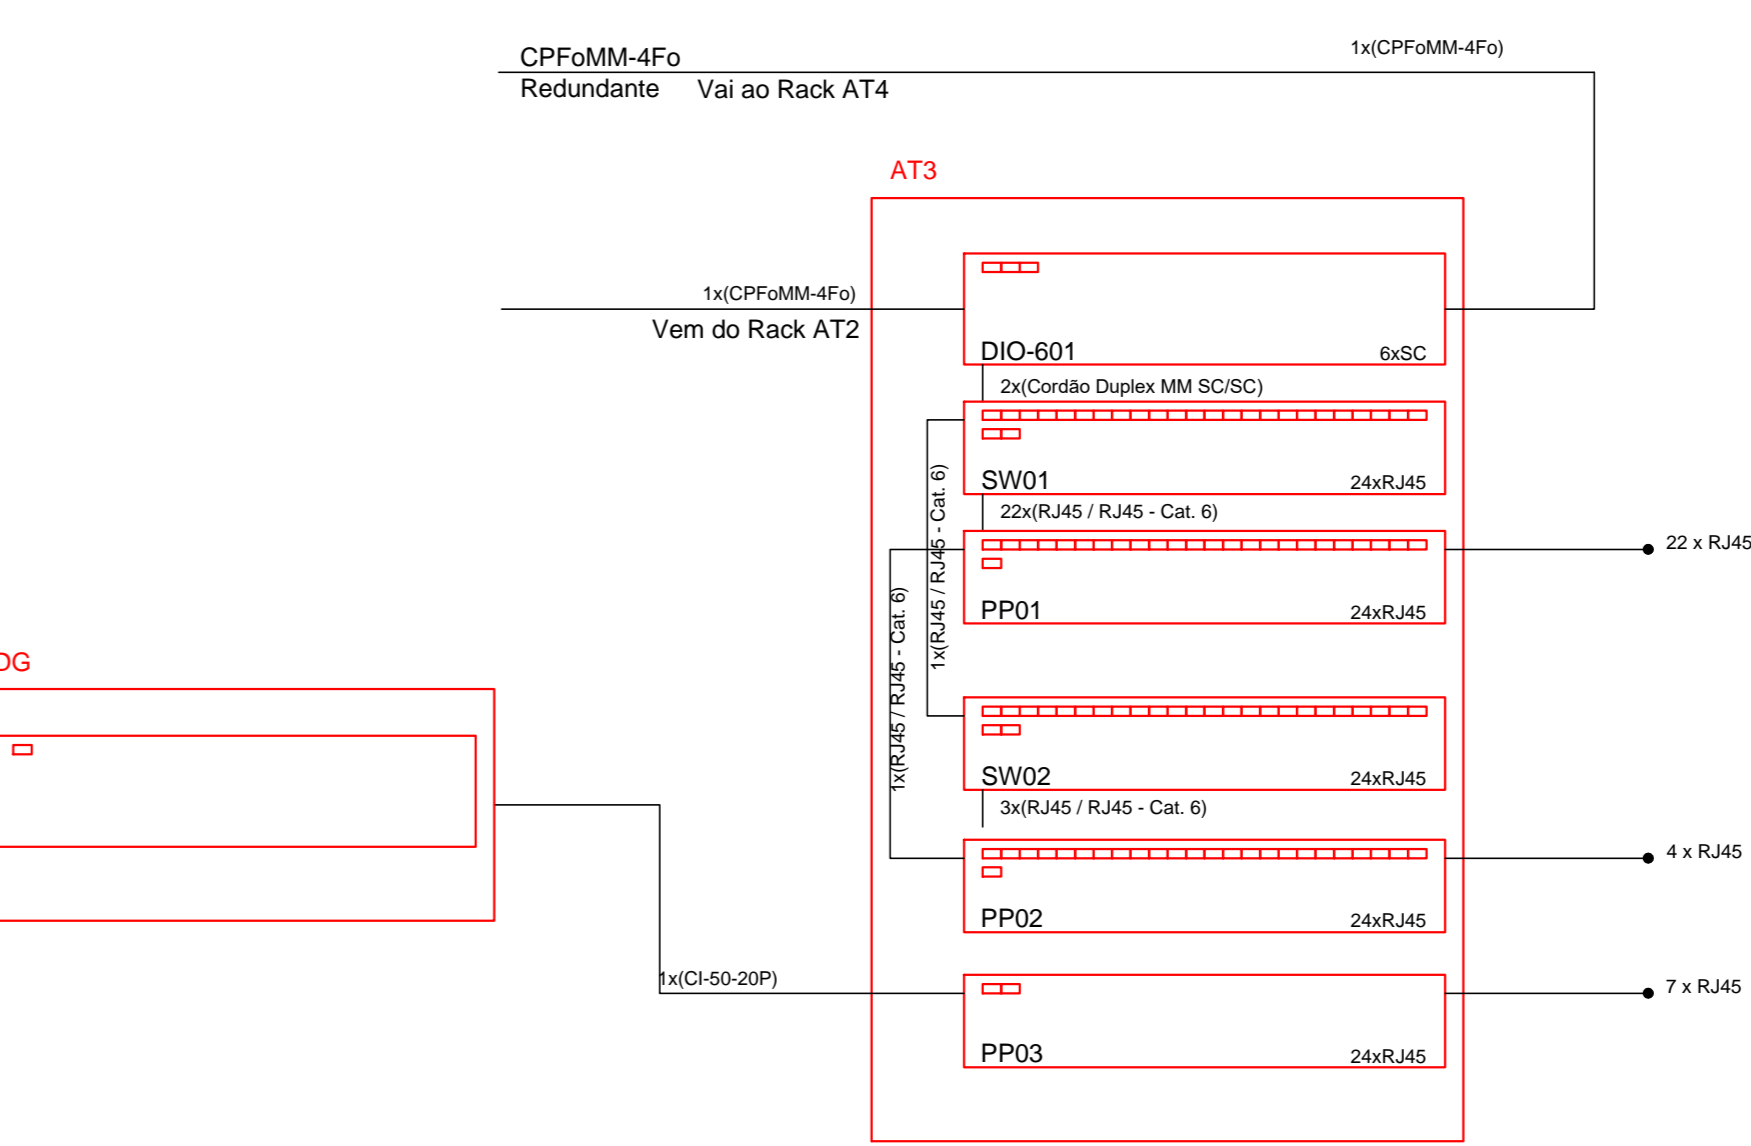 CPFoMM-4Fo
1x(CPFoMM-4Fo)
Redundante Vai ao Rack AT4
AT3
1x(CPFoMM-4Fo)
Vem do Rack AT2
DIO-601
6xSC
2x(Cordão Duplex MM SC/SC)
SW01
24xRJ45
1x(RJ45 / RJ45 - Cat. 6)
22x(RJ45 / RJ45 - Cat. 6)
22 x RJ45
PP01
24xRJ45
1x(RJ45 / RJ45 - Cat. 6)
DG
SW02
24xRJ45
3x(RJ45 / RJ45 - Cat. 6)
4 x RJ45
PP02
24xRJ45
1x(CI-50-20P)
7 x RJ45
PP03
24xRJ45